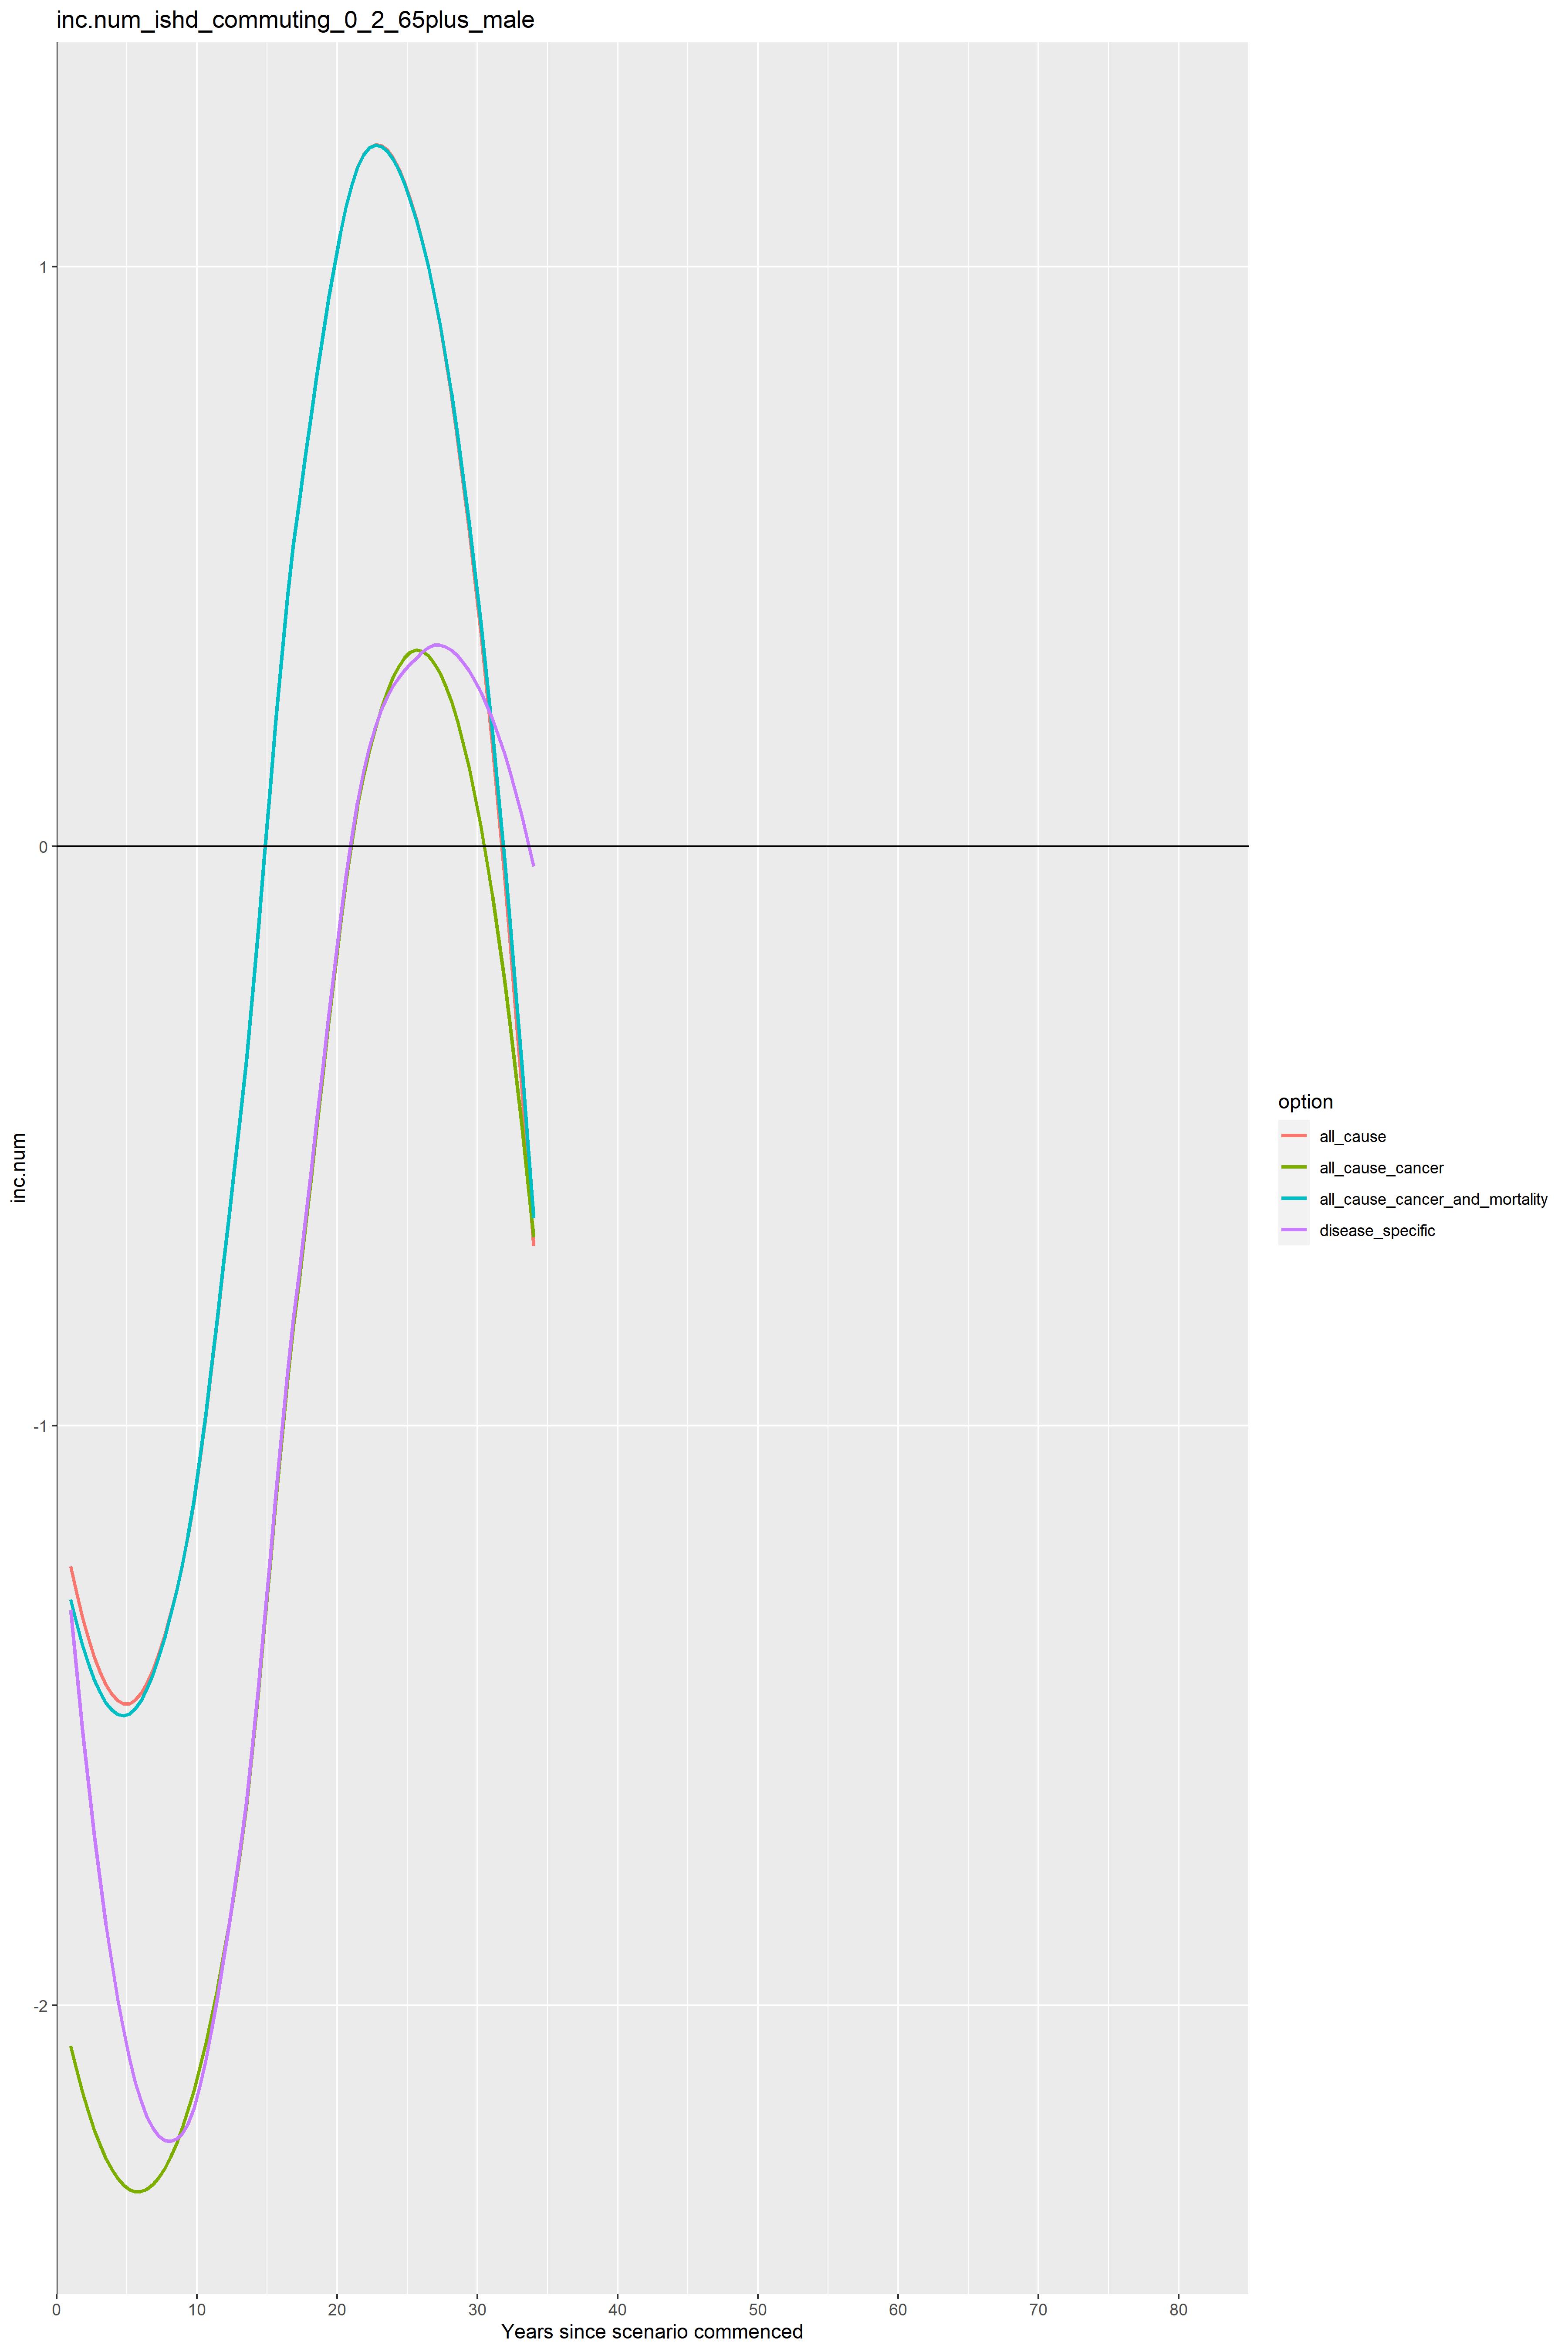 inc.num_ishd_commuting_0_2_65plus_male
1
0
-1
-2
inc.num
0 10 20 30 40 50 60 70 80
Years since scenario commenced
option
all_cause
all_cause_cancer
all_cause_cancer_and_mortality
disease_specific